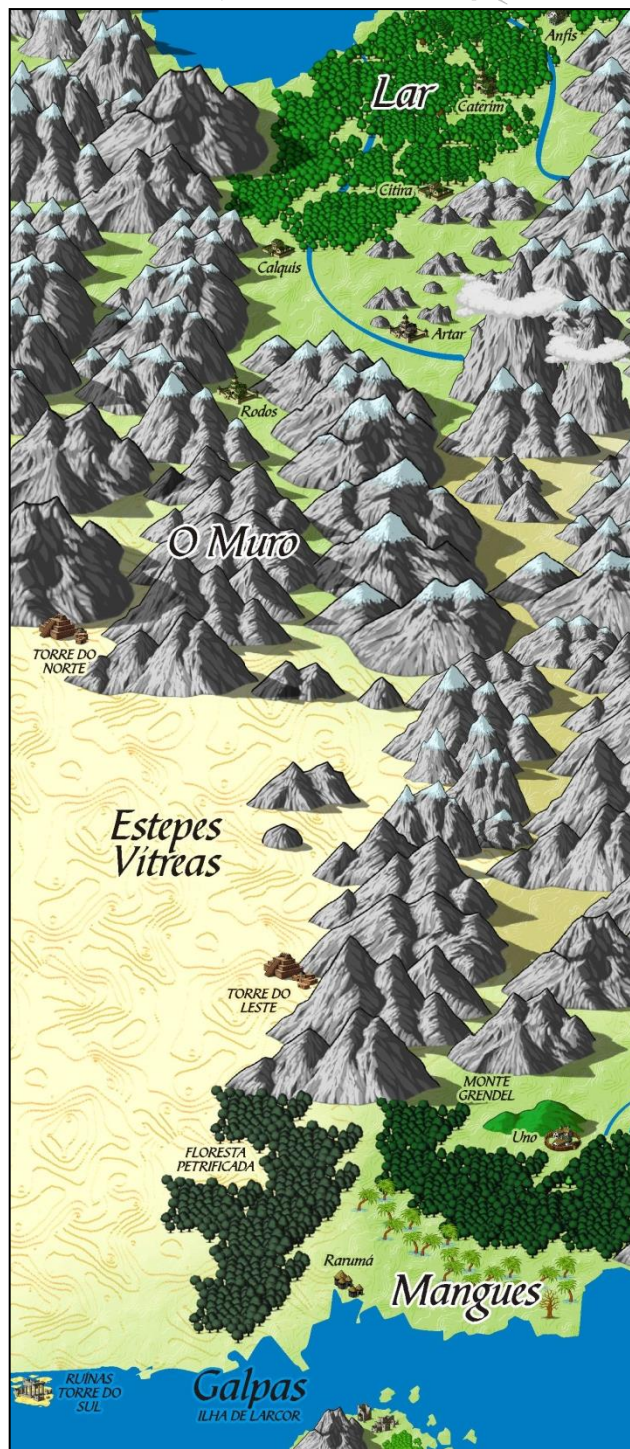 Anfis
Lar
Caterim
Citira
Calquis
Artar
Rodos
O Muro
TORRE DO
NORTE
Estepes
Vítreas
TORRE DO
LESTE
MONTE
GRENDEL
Uno
FLORESTA
PETRIFICADA
Rarumá
Mangues
RUÍNAS
TORRE DO
SUL
Galpas
ILHA DE LARCOR